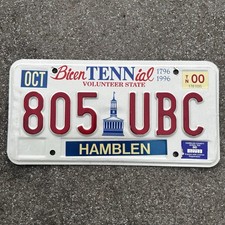 OCT
BicenTENNial
1796
1996
00
VOLUNTEER STATE
805 UBC
HAMBLEN